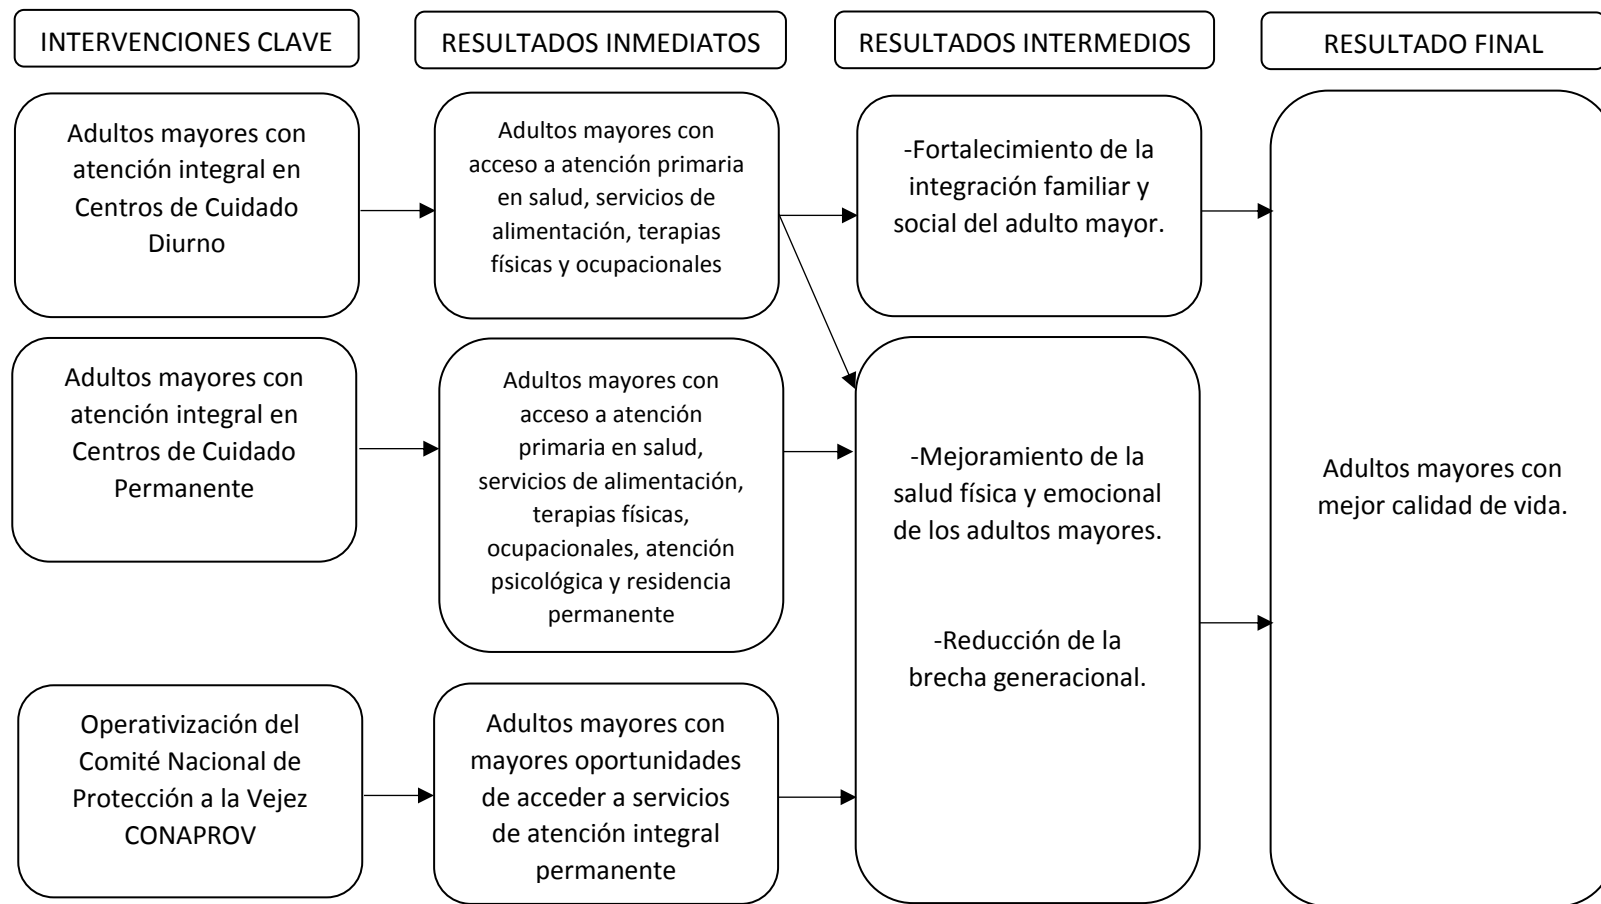 INTERVENCIONES CLAVE
RESULTADOS INMEDIATOS
RESULTADOS INTERMEDIOS
RESULTADO FINAL
Adultos mayores con
atención integral en
Centros de Cuidado
Diurno
Adultos mayores con
acceso a atención primaria
en salud, servicios de
alimentación, terapias
físicas y ocupacionales
-Fortalecimiento de la
integración familiar y
social del adulto mayor.
Adultos mayores con
atención integral en
Centros de Cuidado
Permanente
Adultos mayores con
acceso a atención
primaria en salud,
servicios de alimentación,
terapias físicas,
ocupacionales, atención
psicológica y residencia
permanente
-Mejoramiento de la
salud física y emocional
de los adultos mayores.
-Reducción de la
brecha generacional.
Adultos mayores con
mejor calidad de vida.
Operativización del
Comité Nacional de
Protección a la Vejez
CONAPROV
Adultos mayores con
mayores oportunidades
de acceder a servicios
de atención integral
permanente